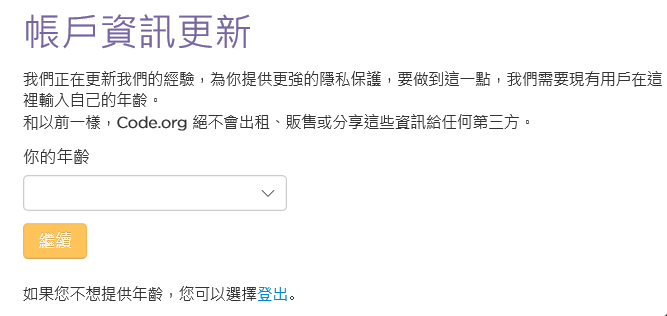 帳戶資訊更新
我們正在更新我們的經驗，為你提供更強的隱私保護，要做到這一點，我們需要現有用戶在這
裡輸入自己的年齡。
和以前一樣，Code.org 絕不會出租、販售或分享這些資訊給任何第三方。
你的年齡
繼續
如果您不想提供年齡，您可以選擇登出。